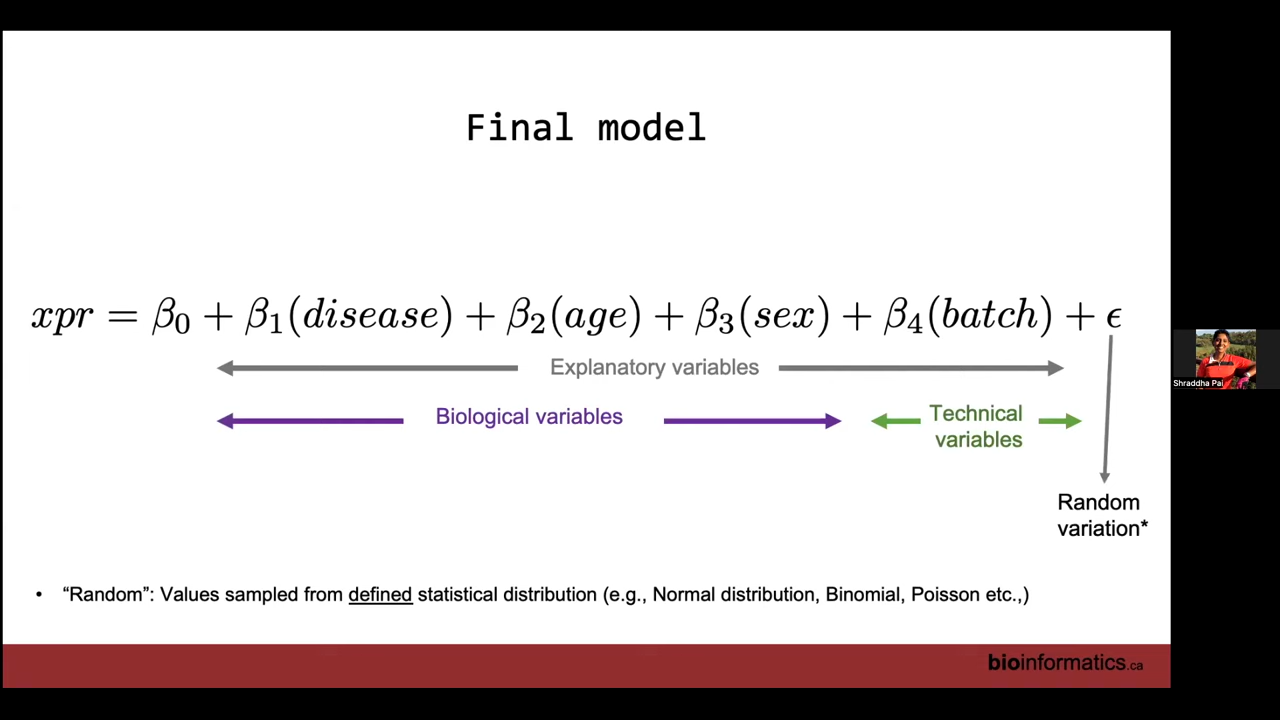 Final model
xpr = β₀ + β₁(disease) + β₂(age) + β₃(sex) + β₄(batch) + ϵ
Explanatory variables
Biological variables
Technical
variables
Random
variation*
• “Random”: Values sampled from defined statistical distribution (e.g., Normal distribution, Binomial, Poisson etc.,)
bioinformatics.ca
Shraddha Pai